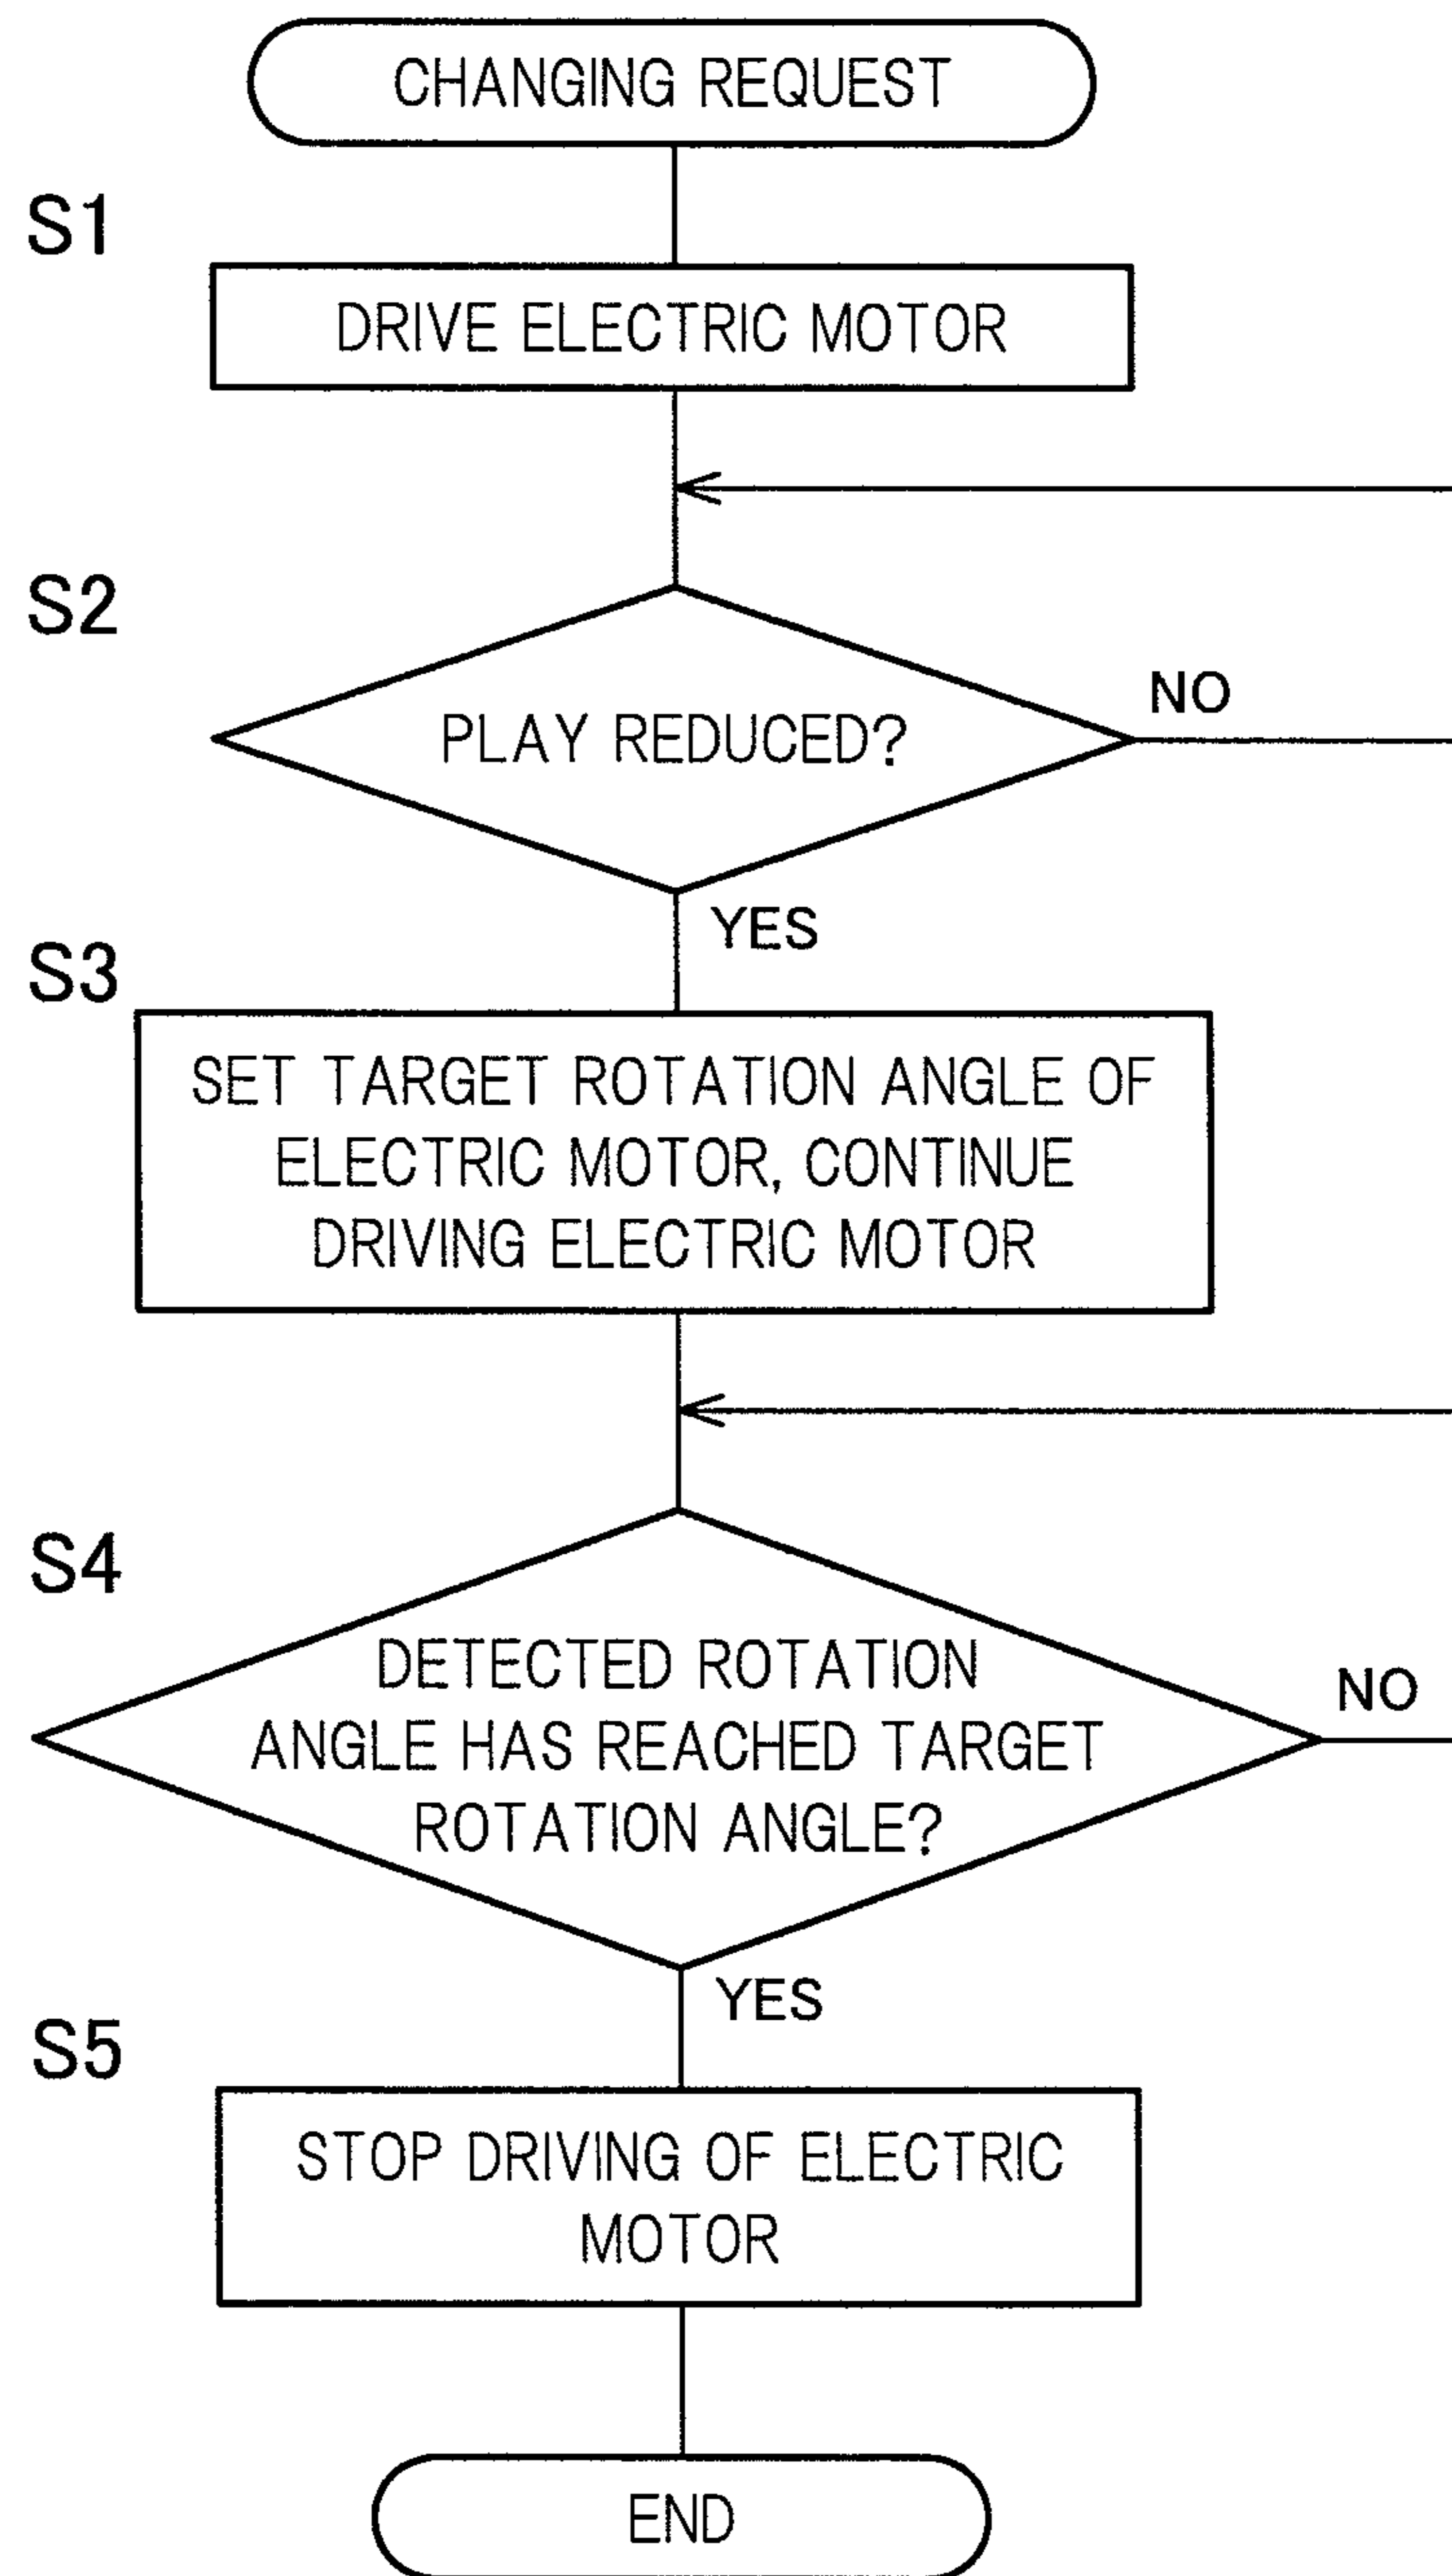 CHANGING REQUEST
S1
DRIVE ELECTRIC MOTOR
S2
PLAY REDUCED?
NO
YES
S3
SET TARGET ROTATION ANGLE OF
ELECTRIC MOTOR, CONTINUE
DRIVING ELECTRIC MOTOR
S4
DETECTED ROTATION
ANGLE HAS REACHED TARGET
ROTATION ANGLE?
NO
YES
S5
STOP DRIVING OF ELECTRIC
MOTOR
END